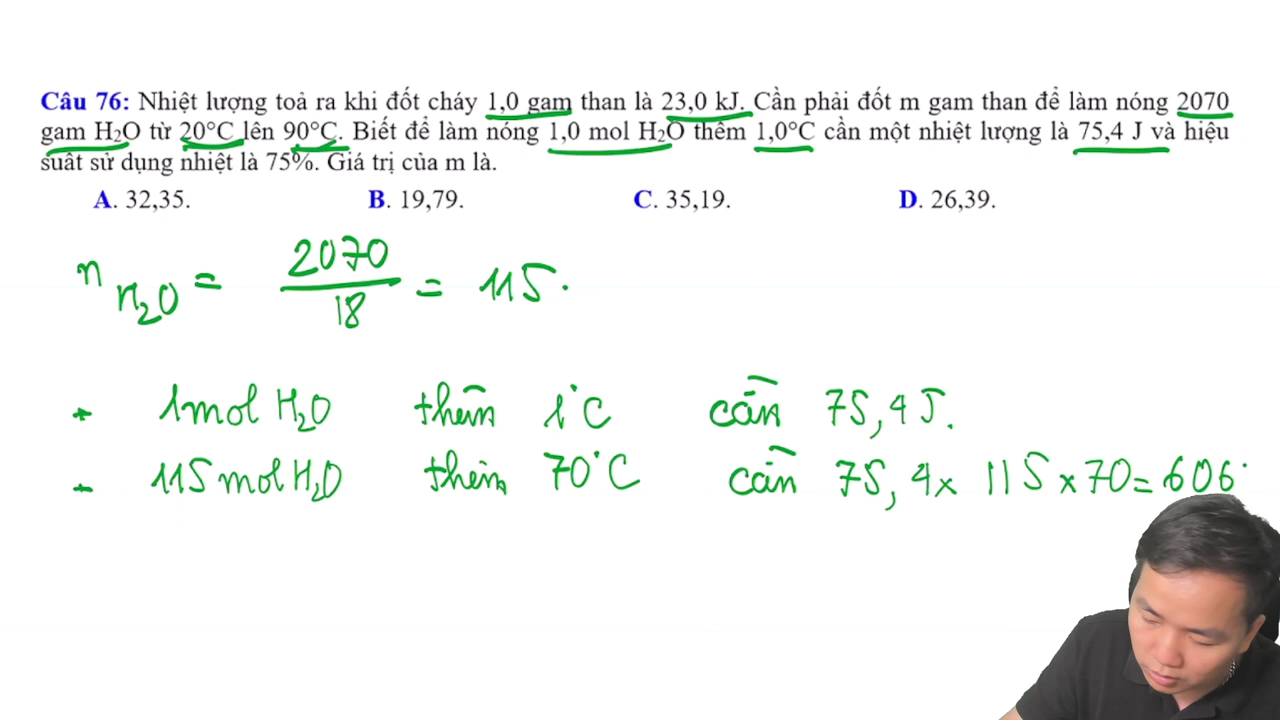 Câu 76: Nhiệt lượng toả ra khi đốt cháy 1,0 gam than là 23,0 kJ. Cần phải đốt m gam than để làm nóng 2070
gam H₂O từ 20°C lên 90°C. Biết để làm nóng 1,0 mol H₂O thêm 1,0°C cần một nhiệt lượng là 75,4 J và hiệu
suất sử dụng nhiệt là 75%. Giá trị của m là.
A. 32,35. B. 19,79. C. 35,19. D. 26,39.
n H₂O = 2070/18 = 115.
1mol H₂O thêm 1°C cần 75,4J.
115mol H₂O thêm 70°C cần 75,4 x 115 x 70 = 606